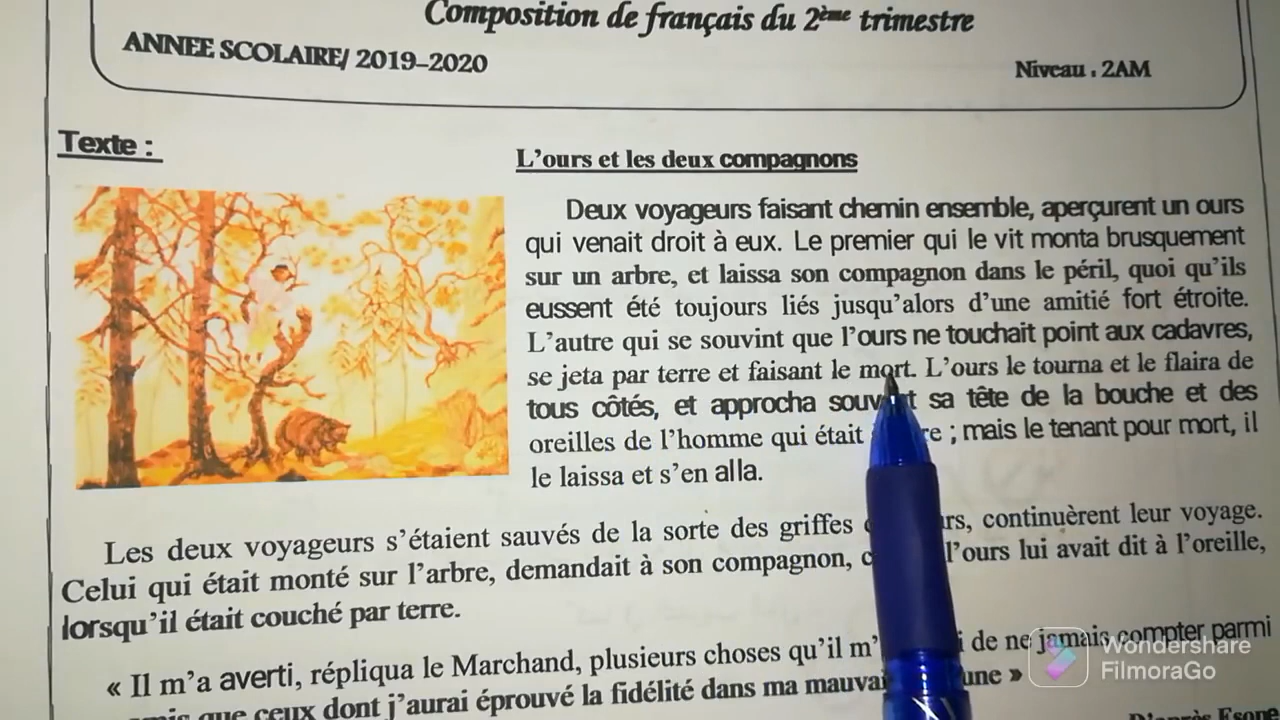 Composition de français du 2ème trimestre
ANNEE SCOLAIRE/ 2019–2020
Niveau : 2AM
Texte :
L'ours et les deux compagnons
Deux voyageurs faisant chemin ensemble, aperçurent un ours
qui venait droit à eux. Le premier qui le vit monta brusquement
sur un arbre, et laissa son compagnon dans le péril, quoi qu'ils
eussent été toujours liés jusqu'alors d'une amitié fort étroite.
L'autre qui se souvint que l'ours ne touchait point aux cadavres,
se jeta par terre et faisant le mort. L'ours le tourna et le flaira de
tous côtés, et approcha souvent sa tête de la bouche et des
oreilles de l'homme qui était ; mais le tenant pour mort, il
le laissa et s'en alla.
Les deux voyageurs s'étaient sauvés de la sorte des griffes continuèrent leur voyage.
Celui qui était monté sur l'arbre, demandait à son compagnon, l'ours lui avait dit à l'oreille,
lorsqu'il était couché par terre.
« Il m'a averti, répliqua le Marchand, plusieurs choses qu'il m' de ne jamais compter parmi
que ceux dont j'aurai éprouvé la fidélité dans ma »
D'après Esope
Wondershare
FilmoraGo